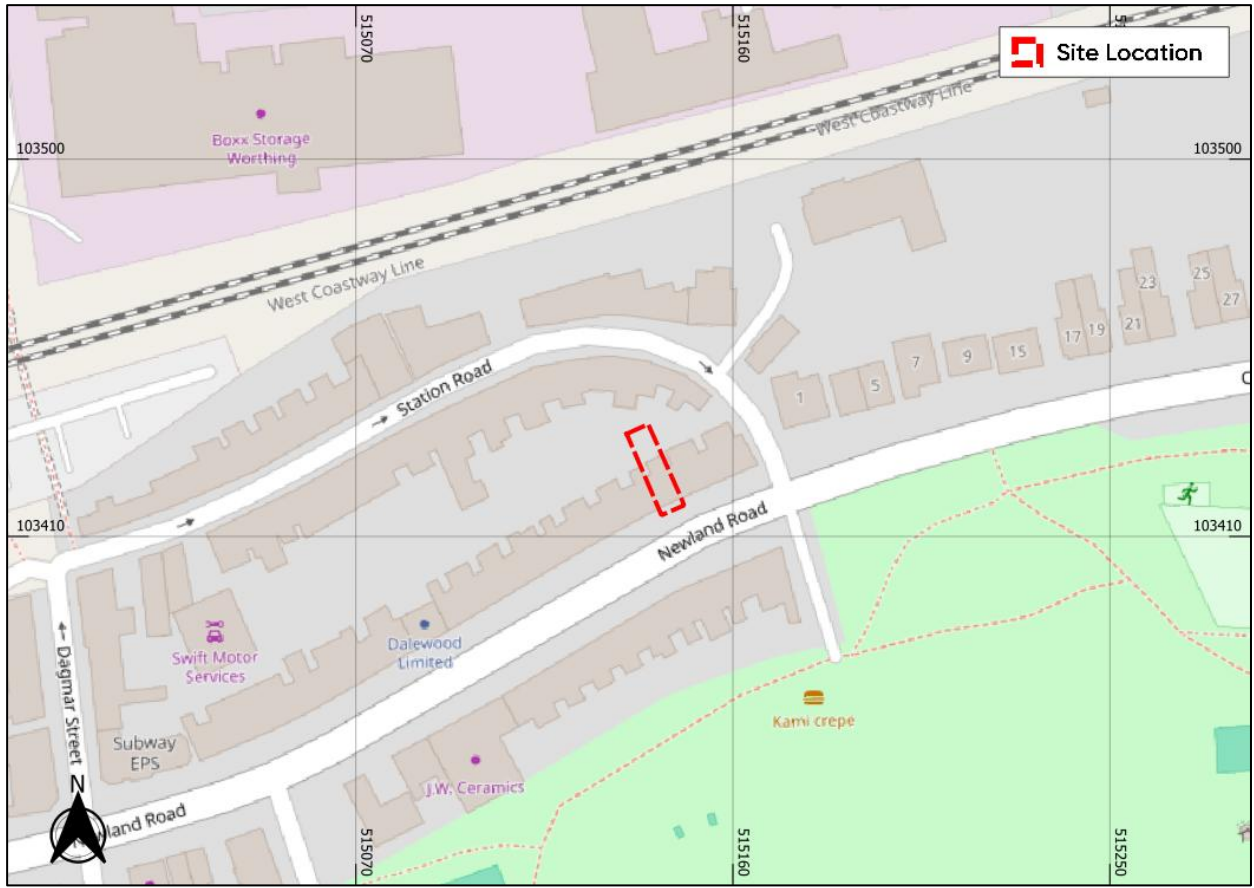 515070
515160
Site Location
West Coastway Line
Boxx Storage
Worthing
103500
103500
West Coastway Line
23
25
27
17
19
21
Station Road
7
9
15
1
5
103410
103410
Newland Road
Dagmar Street
Swift Motor
Services
Dalewood
Limited
Kami crepe
Subway
EPS
J.W. Ceramics
N
Newland Road
515070
515160
515250